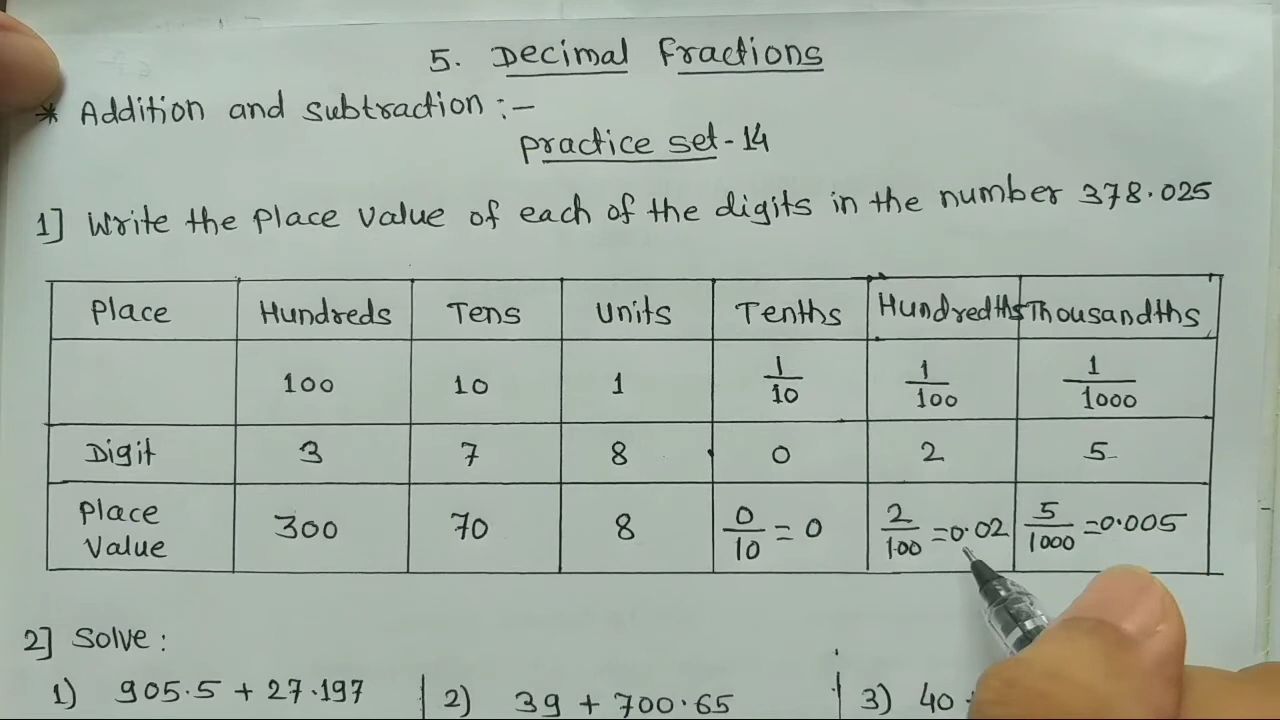 5. Decimal Fractions
* Addition and subtraction :-
Practice set - 14
1] Write the place value of each of the digits in the number 378.025
Place Hundreds Tens Units Tenths Hundredths Thousandths
100 10 1 1/10 1/100 1/1000
Digit 3 7 8 . 0 2 5
Place Value 300 70 8 0/10 = 0 2/100 = 0.02 5/1000 = 0.005
2] Solve :
1) 905.5 + 27.197 2) 39 + 700.65 3) 40